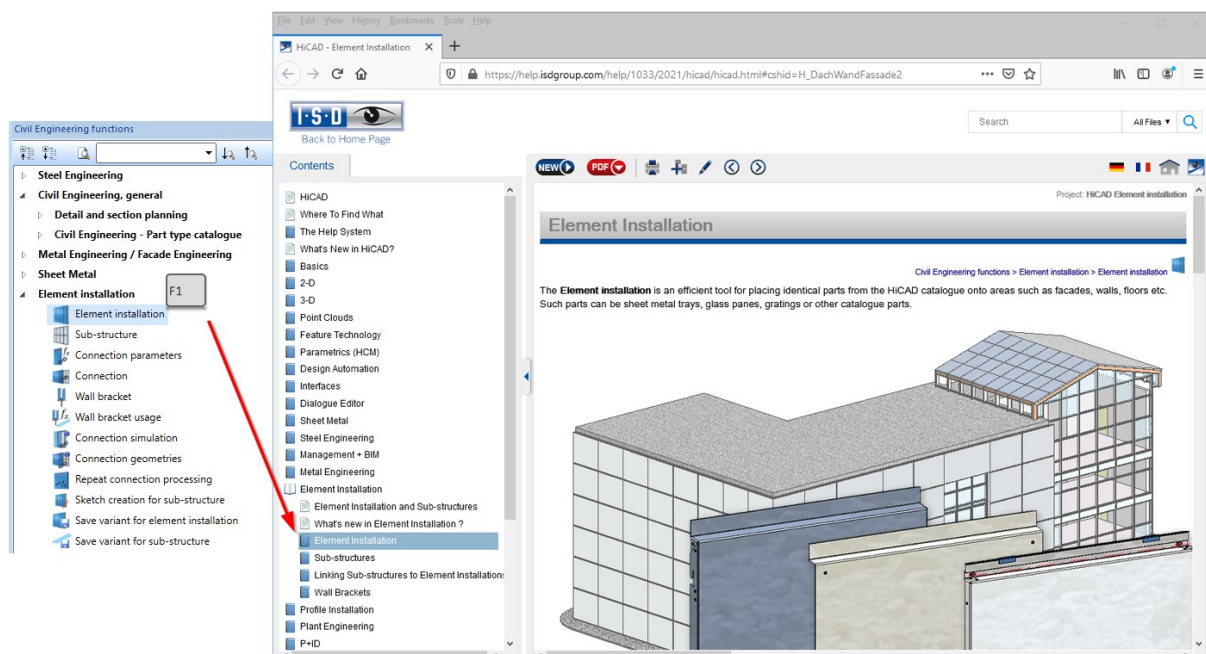 File Edit View History Bookmarks Tools Help
HiCAD - Element Installation
https://help.isdgroup.com/help/1033/2021/hicad/hicad.html#cshid=H_DachWandFassade2
I·S·D
Back to Home Page
Search
All Files
Civil Engineering functions
Steel Engineering
Civil Engineering, general
Detail and section planning
Civil Engineering - Part type catalogue
Metal Engineering / Facade Engineering
Sheet Metal
Element installation
F1
Element installation
Sub-structure
Connection parameters
Connection
Wall bracket
Wall bracket usage
Connection simulation
Connection geometries
Repeat connection processing
Sketch creation for sub-structure
Save variant for element installation
Save variant for sub-structure
Contents
HiCAD
Where To Find What
The Help System
What's New in HiCAD?
Basics
2-D
3-D
Point Clouds
Feature Technology
Parametrics (HCM)
Design Automation
Interfaces
Dialogue Editor
Sheet Metal
Steel Engineering
Management + BIM
Metal Engineering
Element Installation
Element Installation and Sub-structures
What's new in Element Installation ?
Element Installation
Sub-structures
Linking Sub-structures to Element Installations
Wall Brackets
Profile Installation
Plant Engineering
P+ID
NEW
PDF
Project: HiCAD Element installation
Element Installation
Civil Engineering functions > Element installation > Element installation
The Element installation is an efficient tool for placing identical parts from the HiCAD catalogue onto areas such as facades, walls, floors etc.
Such parts can be sheet metal trays, glass panes, gratings or other catalogue parts.